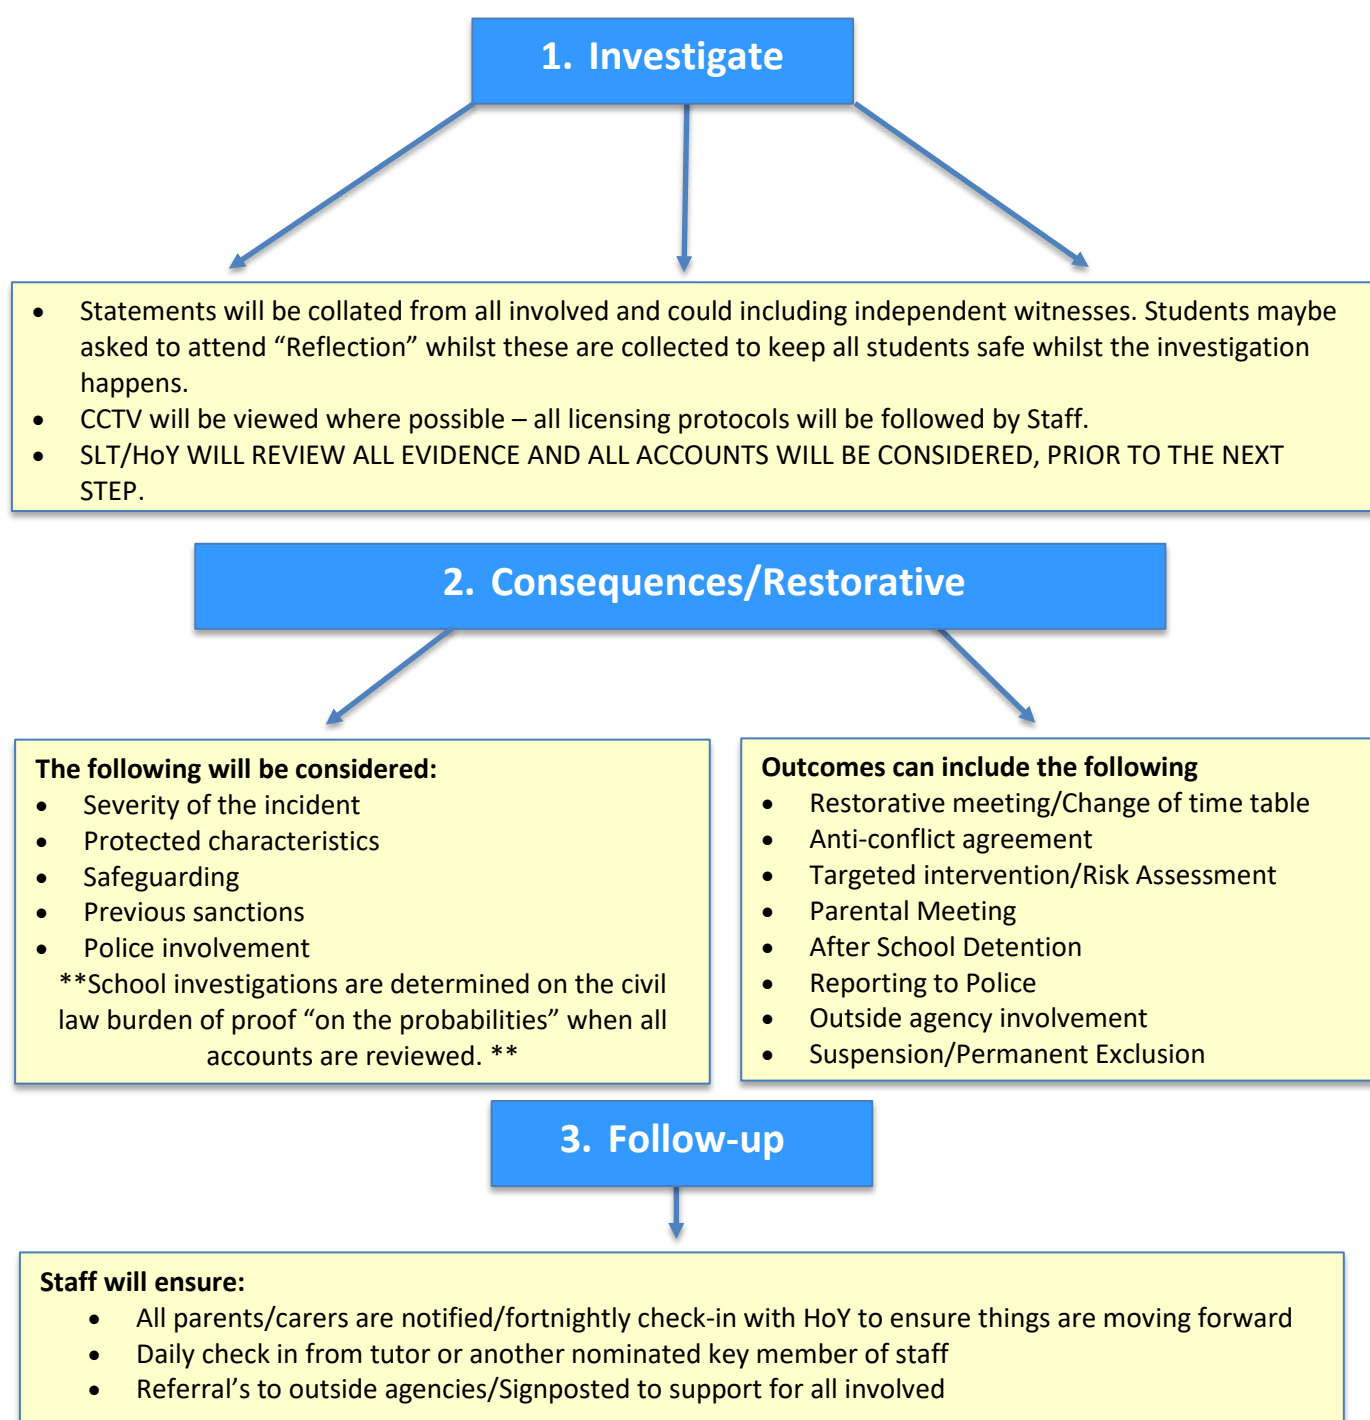 1. Investigate
• Statements will be collated from all involved and could including independent witnesses. Students maybe
asked to attend “Reflection” whilst these are collected to keep all students safe whilst the investigation
happens.
• CCTV will be viewed where possible – all licensing protocols will be followed by Staff.
• SLT/HoY WILL REVIEW ALL EVIDENCE AND ALL ACCOUNTS WILL BE CONSIDERED, PRIOR TO THE NEXT
STEP.
2. Consequences/Restorative
The following will be considered:
• Severity of the incident
• Protected characteristics
• Safeguarding
• Previous sanctions
• Police involvement
**School investigations are determined on the civil
law burden of proof “on the probabilities” when all
accounts are reviewed. **
Outcomes can include the following
• Restorative meeting/Change of time table
• Anti-conflict agreement
• Targeted intervention/Risk Assessment
• Parental Meeting
• After School Detention
• Reporting to Police
• Outside agency involvement
• Suspension/Permanent Exclusion
3. Follow-up
Staff will ensure:
• All parents/carers are notified/fortnightly check-in with HoY to ensure things are moving forward
• Daily check in from tutor or another nominated key member of staff
• Referral’s to outside agencies/Signposted to support for all involved